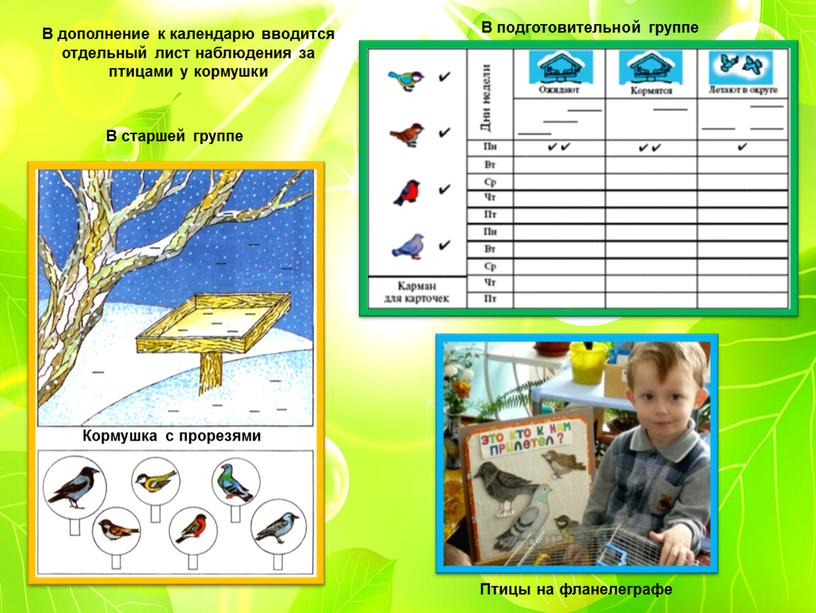 В дополнение к календарю вводится
отдельный лист наблюдения за
птицами у кормушки
В старшей группе
Кормушка с прорезями
В подготовительной группе
Дни недели
Ожидают
Кормятся
Летают в округе
Пн
Вт
Ср
Чт
Пт
Пн
Вт
Ср
Чт
Пт
Карман
для карточек
ЭТО КТО К НАМ
ПРИЛЕТЕЛ?
Птицы на фланелеграфе